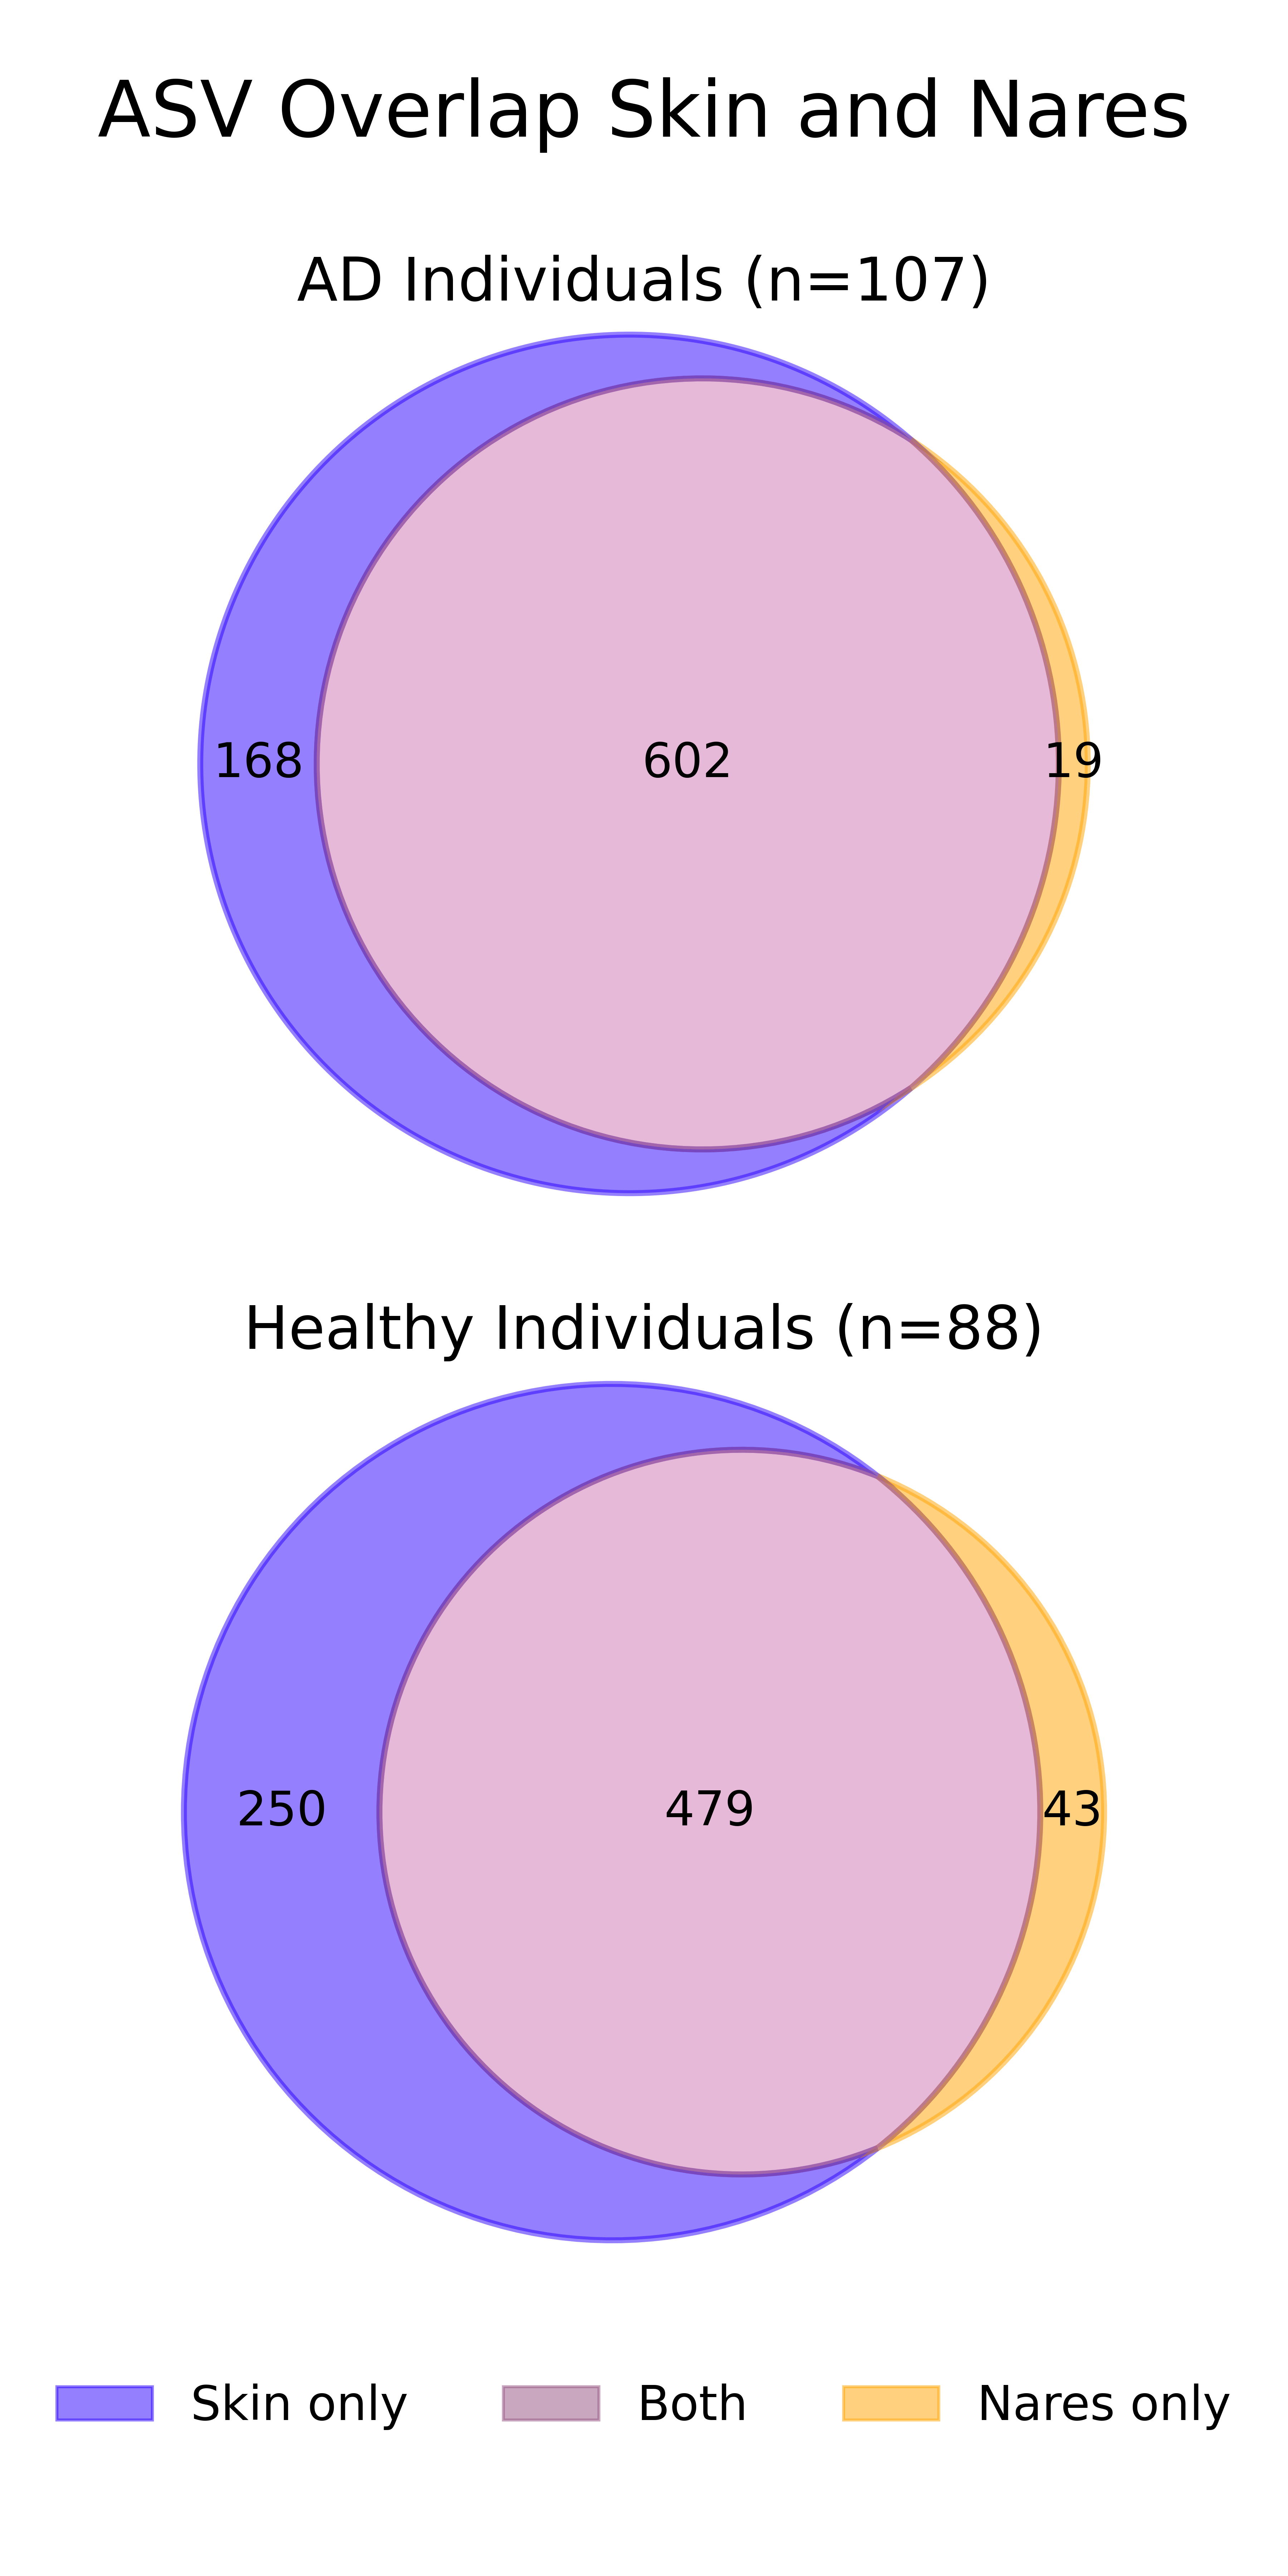 ASV Overlap Skin and Nares
AD Individuals (n=107)
168 602 19
Healthy Individuals (n=88)
250 479 43
Skin only Both Nares only